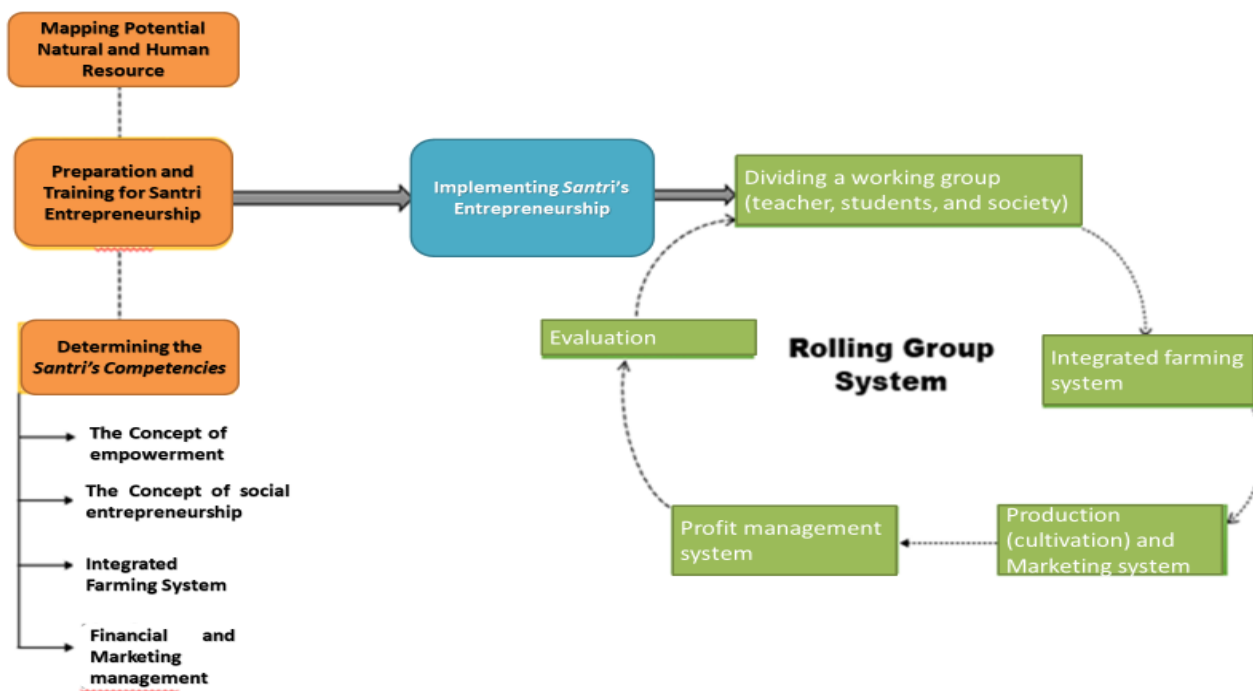 Mapping Potential
Natural and Human
Resource
Preparation and
Training for Santri
Entrepreneurship
Implementing Santri's
Entrepreneurship
Dividing a working group
(teacher, students, and society)
Evaluation
Rolling Group
System
Integrated farming
system
Determining the
Santri's Competencies
The Concept of
empowerment
The Concept of social
entrepreneurship
Integrated
Farming System
Financial and
Marketing
management
Profit management
system
Production
(cultivation) and
Marketing system